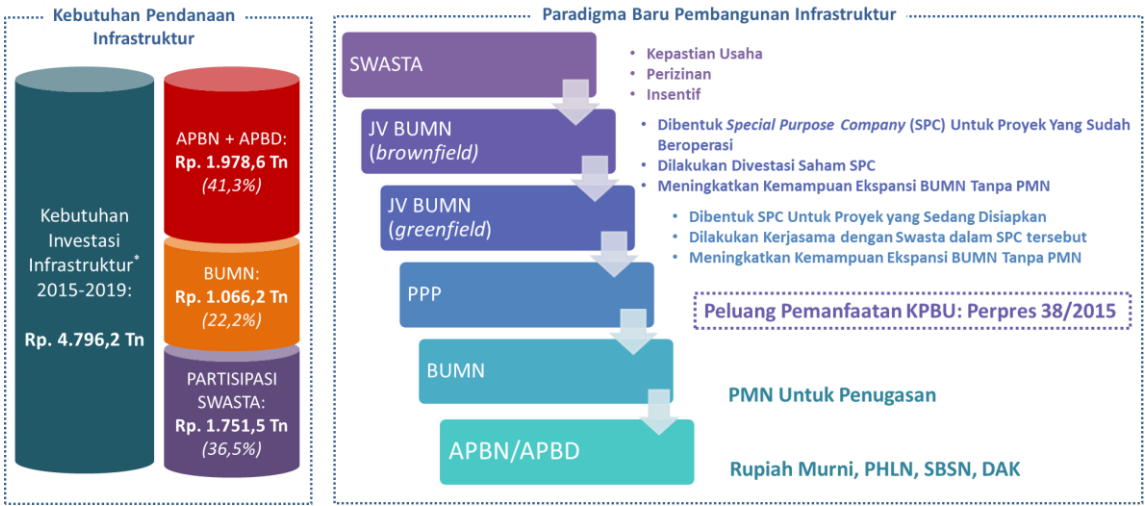 Kebutuhan Pendanaan
Infrastruktur
Kebutuhan
Investasi
Infrastruktur*
2015-2019:
Rp. 4.796,2 Tn
APBN + APBD:
Rp. 1.978,6 Tn
(41,3%)
BUMN:
Rp. 1.066,2 Tn
(22,2%)
PARTISIPASI
SWASTA:
Rp. 1.751,5 Tn
(36,5%)
Paradigma Baru Pembangunan Infrastruktur
SWASTA
• Kepastian Usaha
• Perizinan
• Insentif
JV BUMN
(brownfield)
• Dibentuk Special Purpose Company (SPC) Untuk Proyek Yang Sudah
Beroperasi
• Dilakukan Divestasi Saham SPC
• Meningkatkan Kemampuan Ekspansi BUMN Tanpa PMN
JV BUMN
(greenfield)
• Dibentuk SPC Untuk Proyek yang Sedang Disiapkan
• Dilakukan Kerjasama dengan Swasta dalam SPC tersebut
• Meningkatkan Kemampuan Ekspansi BUMN Tanpa PMN
PPP
Peluang Pemanfaatan KPBU: Perpres 38/2015
BUMN
PMN Untuk Penugasan
APBN/APBD
Rupiah Murni, PHLN, SBSN, DAK